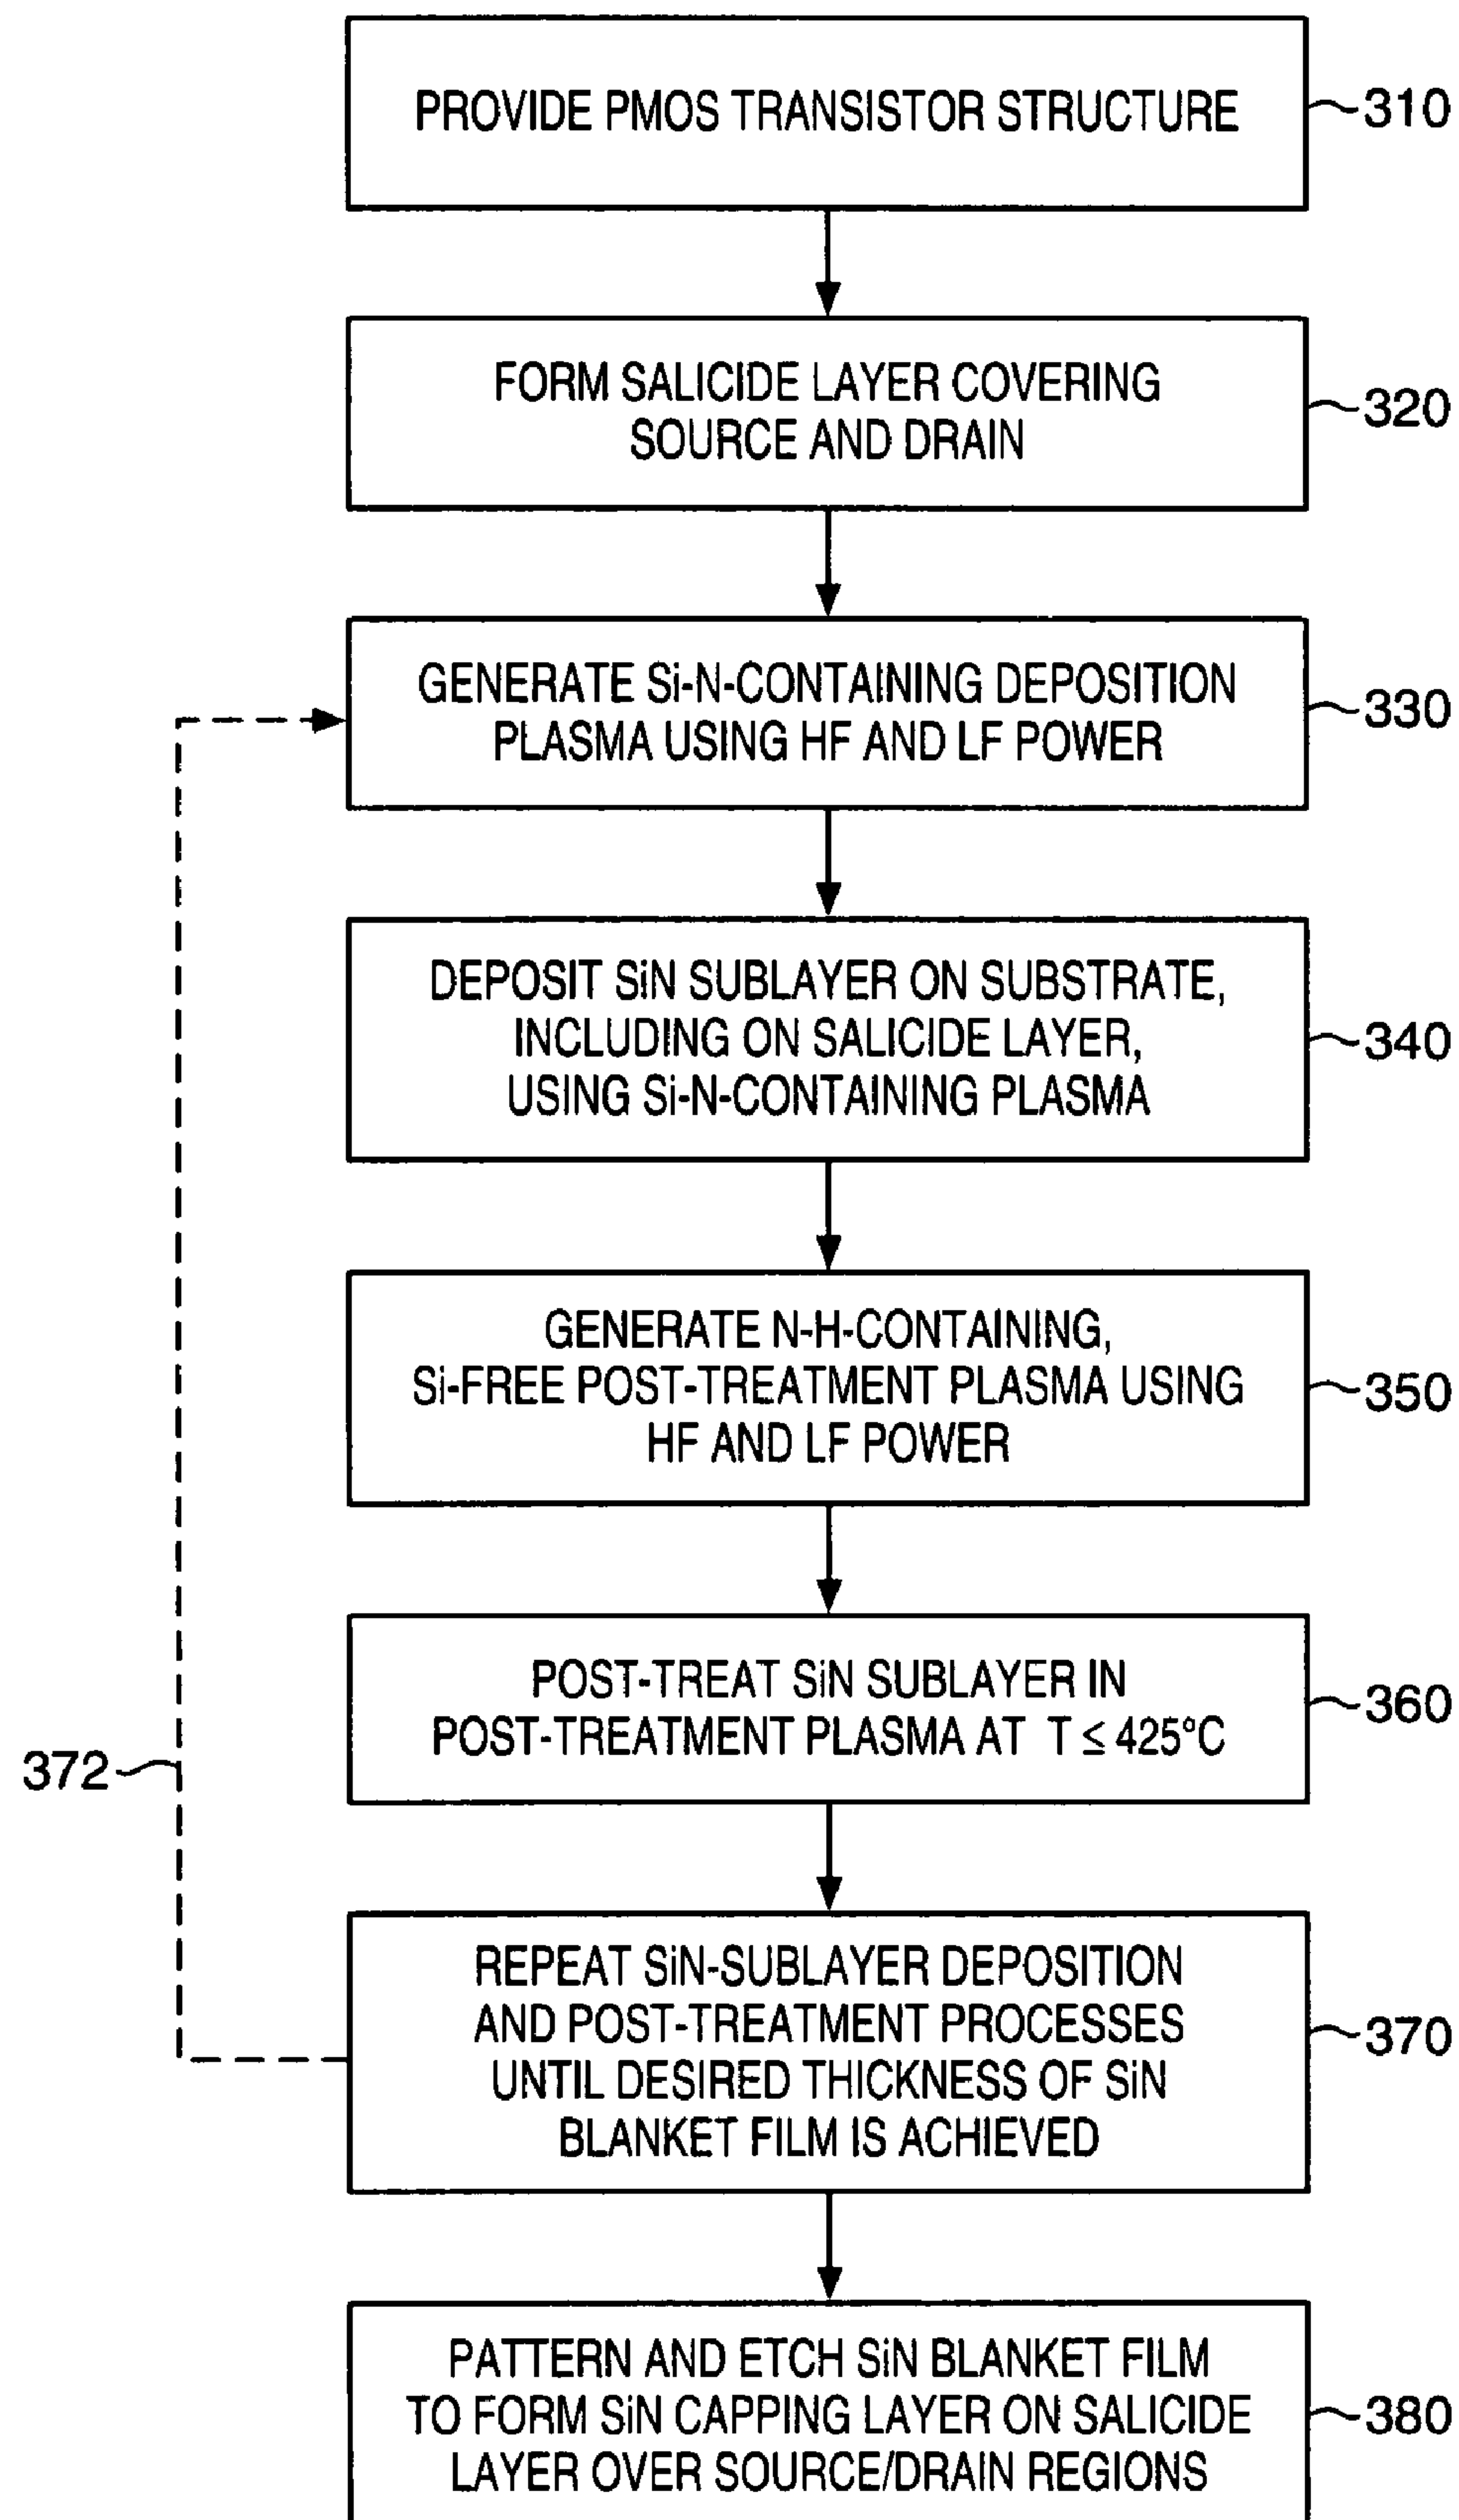 PROVIDE PMOS TRANSISTOR STRUCTURE
310
FORM SALICIDE LAYER COVERING
SOURCE AND DRAIN
320
GENERATE Si-N-CONTAINING DEPOSITION
PLASMA USING HF AND LF POWER
330
DEPOSIT SiN SUBLAYER ON SUBSTRATE,
INCLUDING ON SALICIDE LAYER,
USING Si-N-CONTAINING PLASMA
340
GENERATE N-H-CONTAINING,
Si-FREE POST-TREATMENT PLASMA USING
HF AND LF POWER
350
POST-TREAT SiN SUBLAYER IN
POST-TREATMENT PLASMA AT T ≤ 425°C
360
372
REPEAT SiN-SUBLAYER DEPOSITION
AND POST-TREATMENT PROCESSES
UNTIL DESIRED THICKNESS OF SiN
BLANKET FILM IS ACHIEVED
370
PATTERN AND ETCH SiN BLANKET FILM
TO FORM SiN CAPPING LAYER ON SALICIDE
LAYER OVER SOURCE/DRAIN REGIONS
380